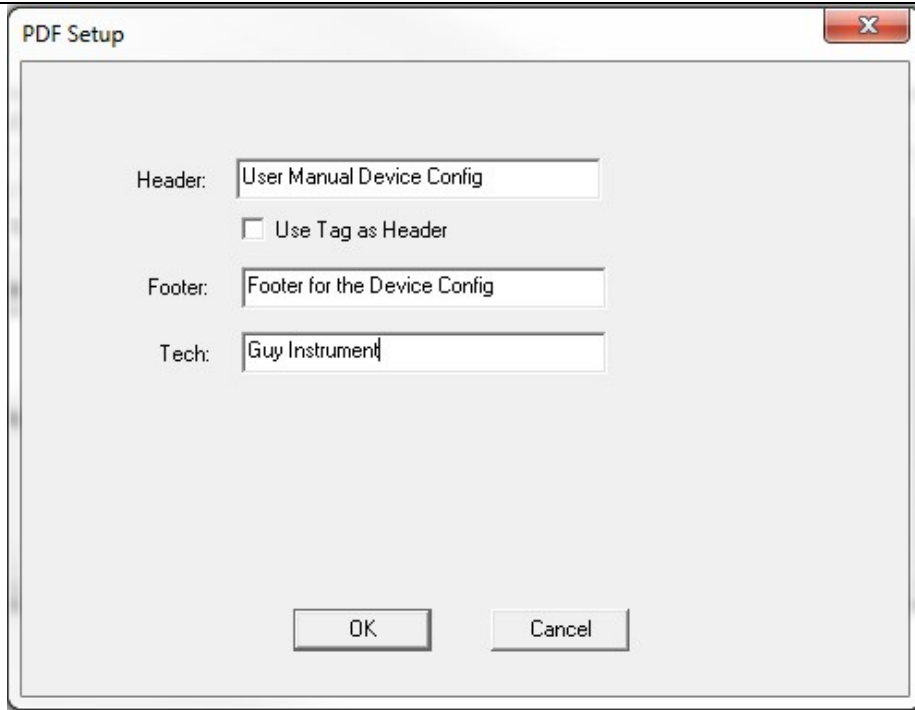 PDF Setup
Header: User Manual Device Config
Use Tag as Header
Footer: Footer for the Device Config
Tech: Guy Instrument
OK Cancel